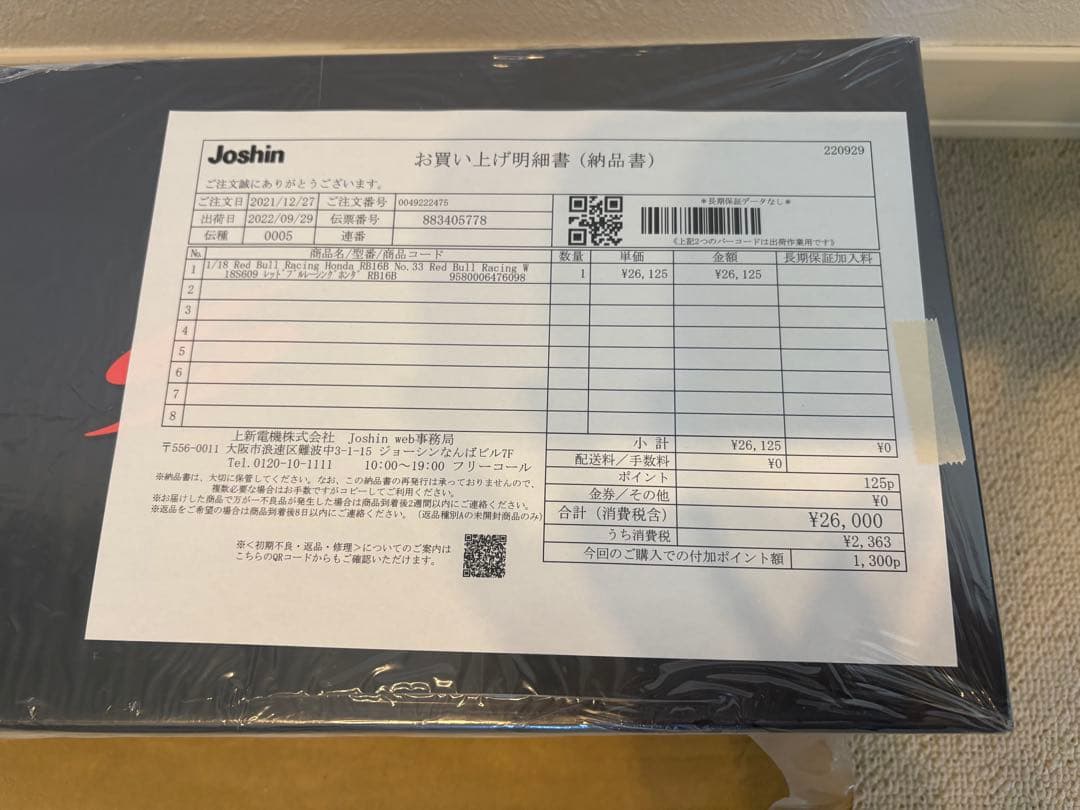 Joshin
お買い上げ明細書（納品書）
220929
ご注文誠にありがとうございます。
ご注文日 2021/12/27 ご注文番号 0049222475
出荷日 2022/09/29 伝票番号 883405778
伝種 0005 連番
＊長期保証データなし＊
《上記2つのバーコードは出荷作業用です》
No. 商品名/型番/商品コード 数量 単価 金額 長期保証加入料
1 1/18 Red Bull Racing Honda RB16B No.33 Red Bull Racing W 1 ¥26,125 ¥26,125
18S609 ﾚｯﾄﾞﾌﾞﾙﾚｰｼﾝｸﾞﾎﾝﾀﾞ RB16B 9580006476098
2
3
4
5
6
7
8
上新電機株式会社 Joshin web事務局
〒556-0011 大阪市浪速区難波中3-1-15 ジョーシンなんばビル7F
Tel.0120-10-1111 10:00～19:00 フリーコール
※納品書は、大切に保管してください。なお、この納品書の再発行は承っておりませんので、
複数必要な場合はお手数ですがコピーしてご利用ください。
※お届けした商品で万が一不良品が発生した場合は商品到着後2週間以内にご連絡ください。
※返品をご希望の場合は商品到着後8日以内にご連絡ください。（返品種別Aの未開封商品のみ）
※<初期不良・返品・修理>についてのご案内は
こちらのQRコードからもご確認いただけます。
小計 ¥26,125 ¥0
配送料／手数料 ¥0
ポイント 125p
金券／その他 ¥0
合計（消費税含） ¥26,000
うち消費税 ¥2,363
今回のご購入での付加ポイント額 1,300p